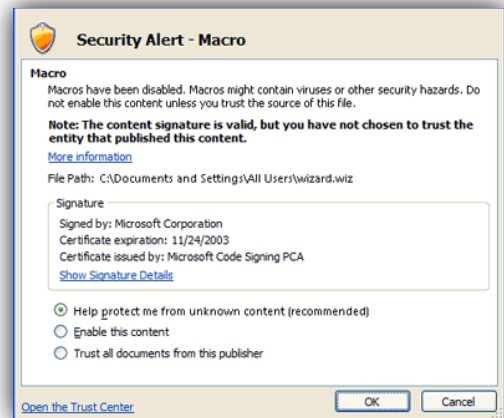 Security Alert - Macro
Macro
Macros have been disabled. Macros might contain viruses or other security hazards. Do
not enable this content unless you trust the source of this file.
Note: The content signature is valid, but you have not chosen to trust the
entity that published this content.
More information
File Path: C:\Documents and Settings\All Users\wizard.wiz
Signature
Signed by: Microsoft Corporation
Certificate expiration: 11/24/2003
Certificate issued by: Microsoft Code Signing PCA
Show Signature Details
Help protect me from unknown content (recommended)
Enable this content
Trust all documents from this publisher
Open the Trust Center
OK
Cancel